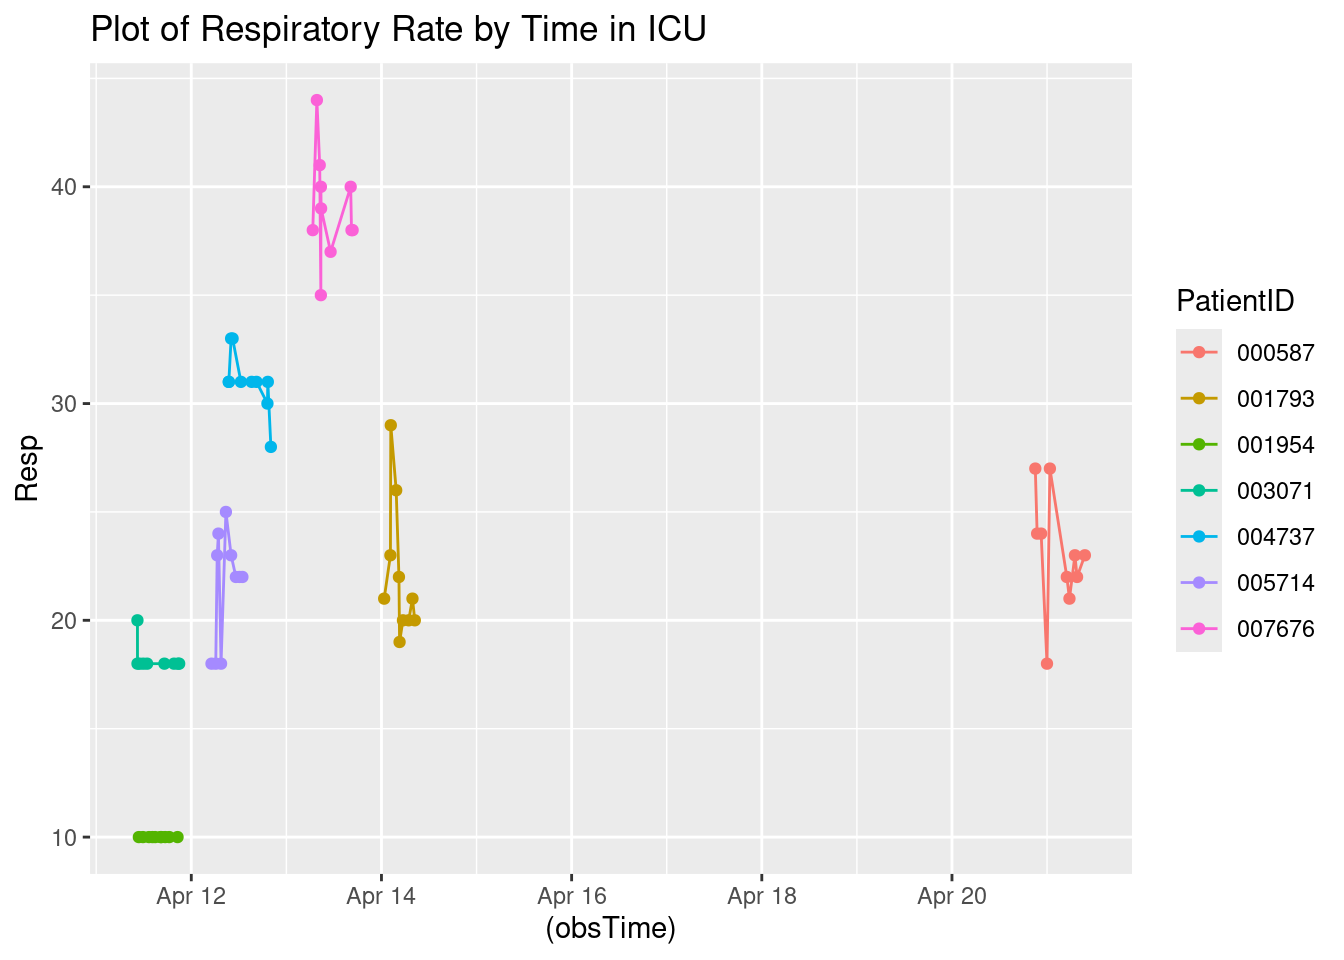 Plot of Respiratory Rate by Time in ICU
Resp
40
30
20
10
Apr 12
Apr 14
Apr 16
Apr 18
Apr 20
(obsTime)
PatientID
000587
001793
001954
003071
004737
005714
007676